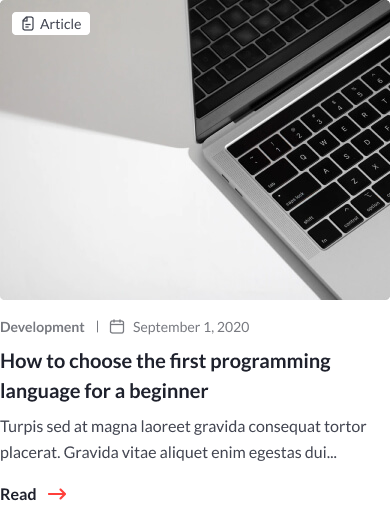 Article
Development | September 1, 2020
How to choose the first programming
language for a beginner
Turpis sed at magna laoreet gravida consequat tortor
placerat. Gravida vitae aliquet enim egestas dui...
Read